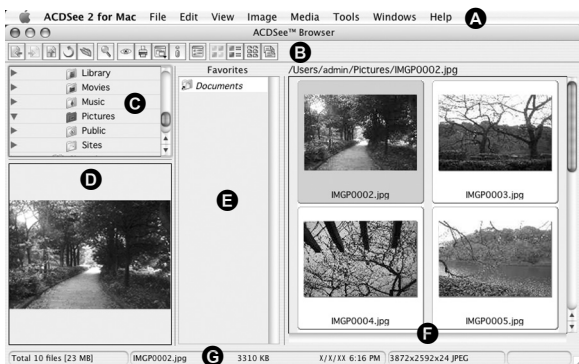 ACDSee 2 for Mac File Edit View Image Media Tools Windows Help A
ACDSee™ Browser
B
Favorites /Users/admin/Pictures/IMGP0002.jpg
Library
Movies
Music
Pictures
Public
Sites
C
Documents
D
E
IMGP0002.jpg IMGP0003.jpg
IMGP0004.jpg IMGP0005.jpg
F
Total 10 files [23 MB] IMGP0002.jpg G 3310 KB X/X/XX 6:16 PM 3872x2592x24 JPEG